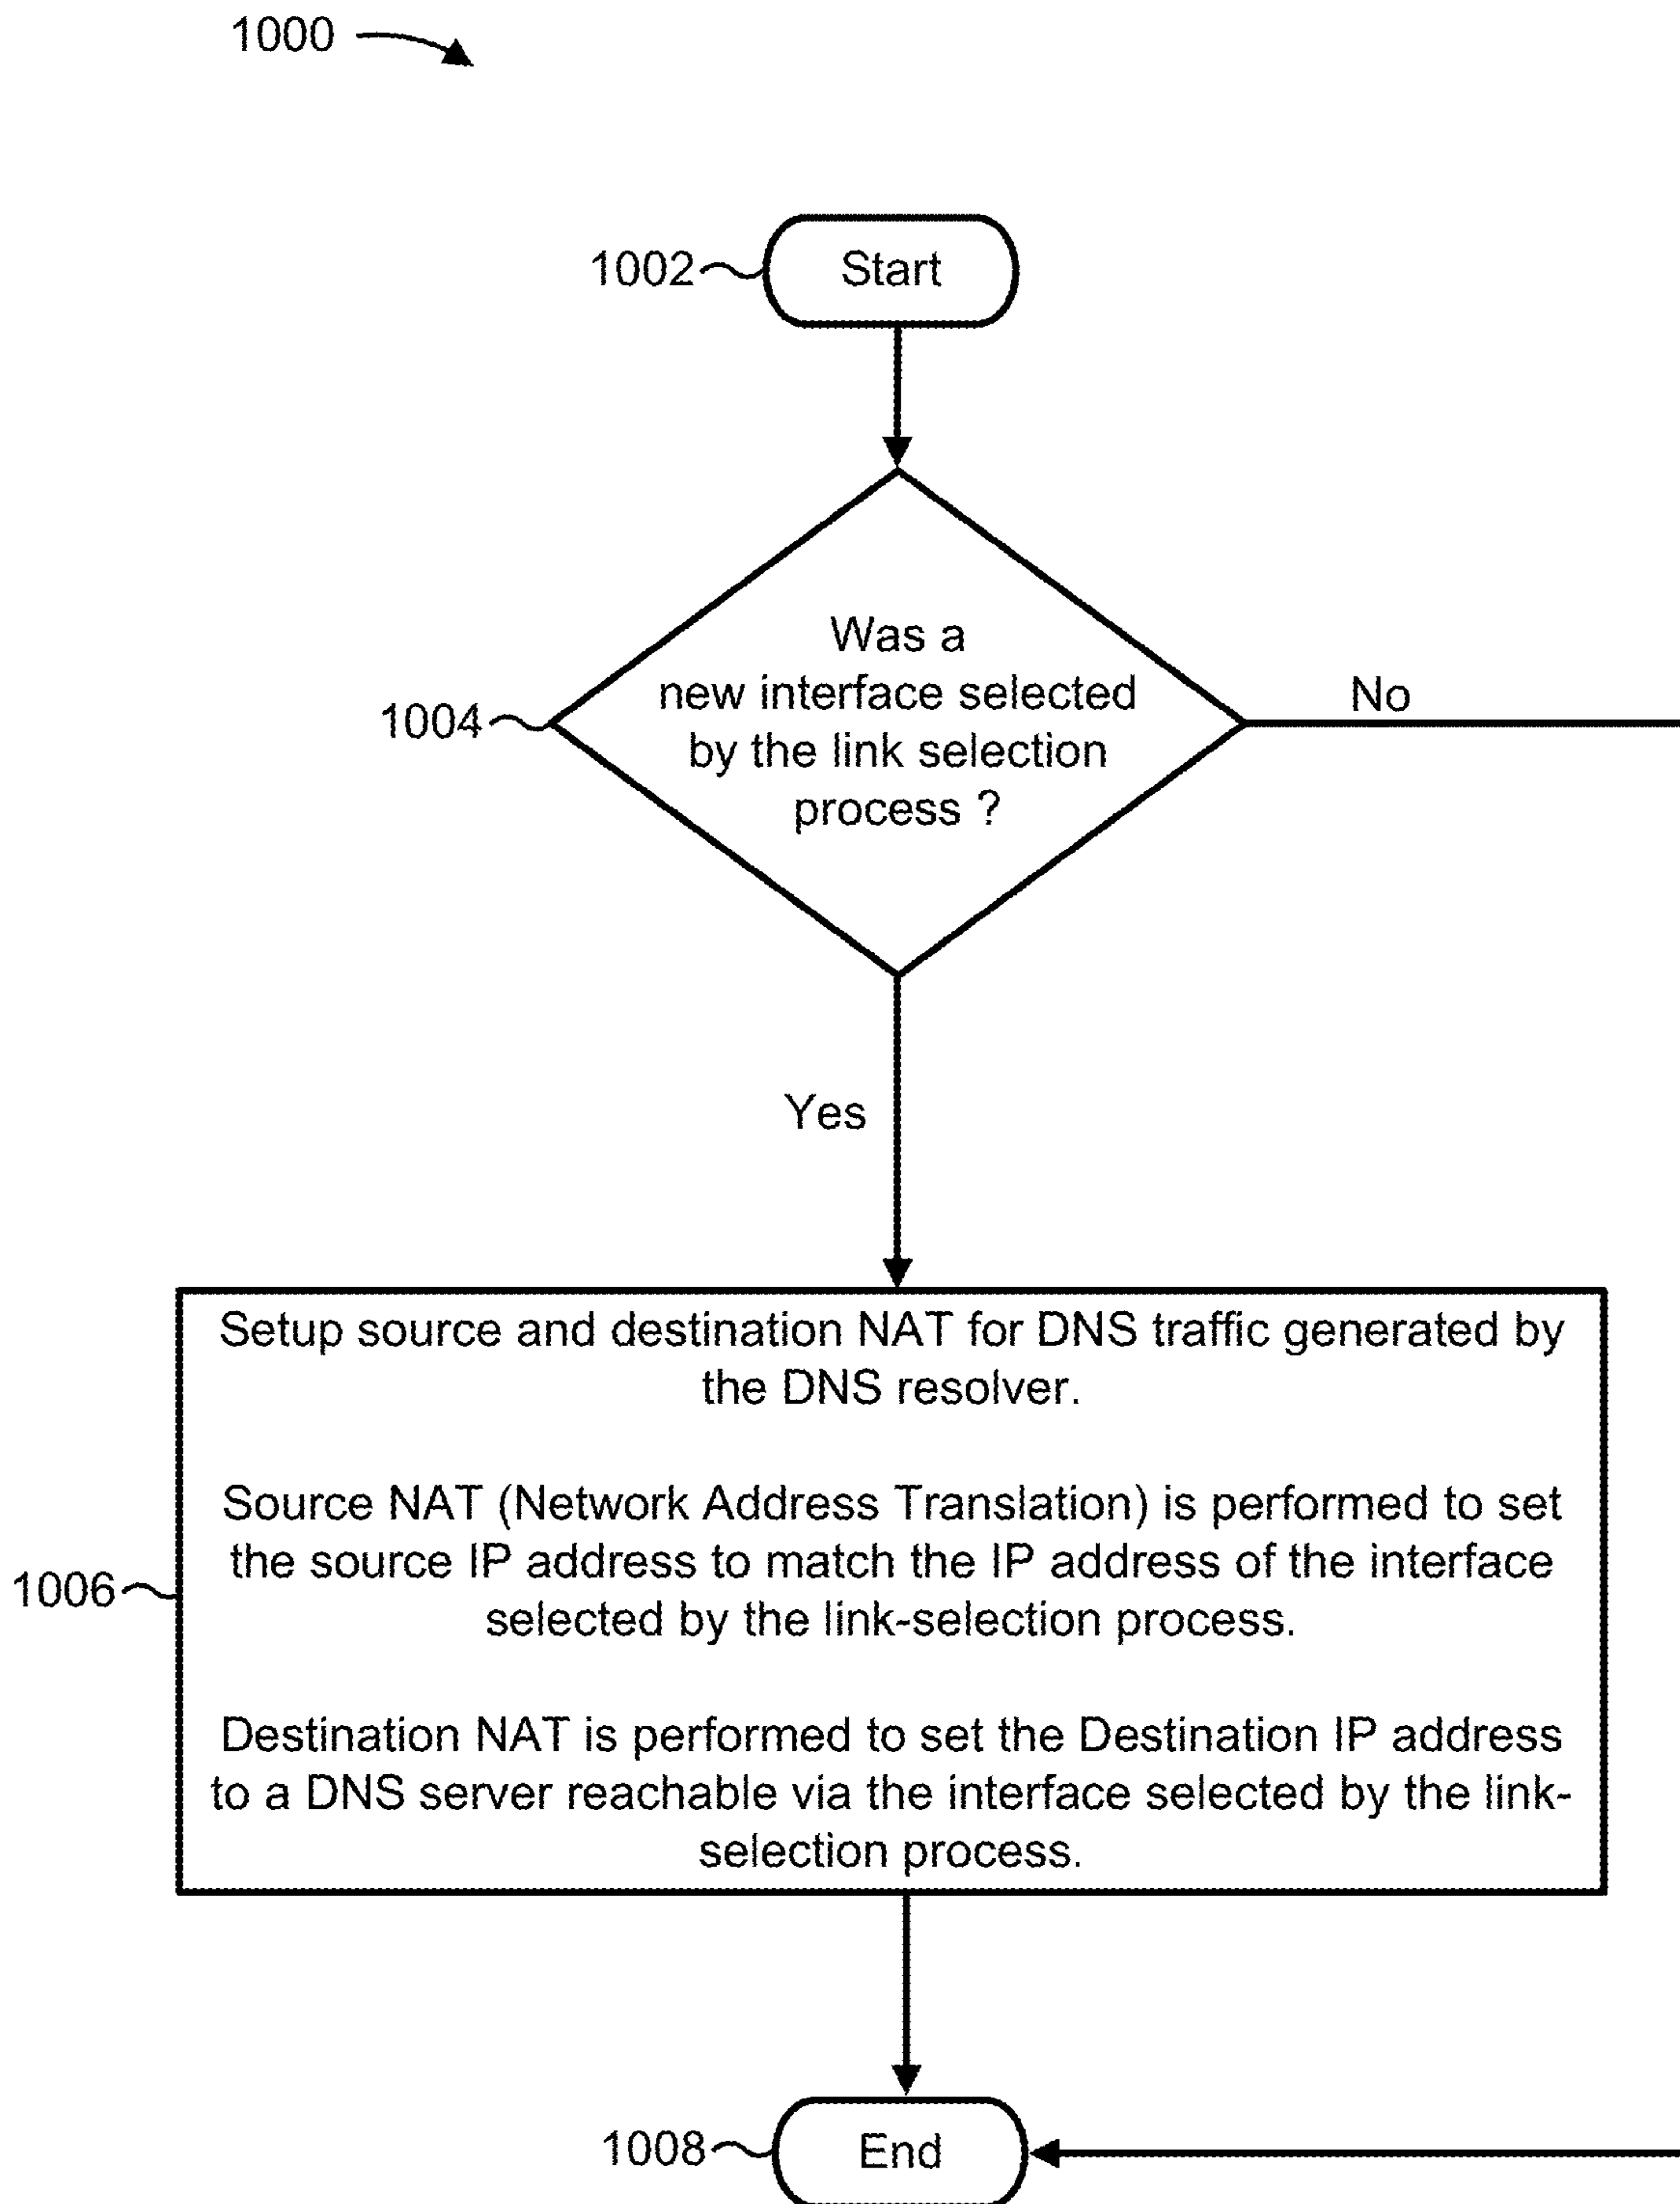 1000
1002
Start
Was a
new interface selected
by the link selection
process ?
1004
No
Yes
Setup source and destination NAT for DNS traffic generated by
the DNS resolver.
Source NAT (Network Address Translation) is performed to set
the source IP address to match the IP address of the interface
selected by the link-selection process.
1006
Destination NAT is performed to set the Destination IP address
to a DNS server reachable via the interface selected by the link-
selection process.
1008
End